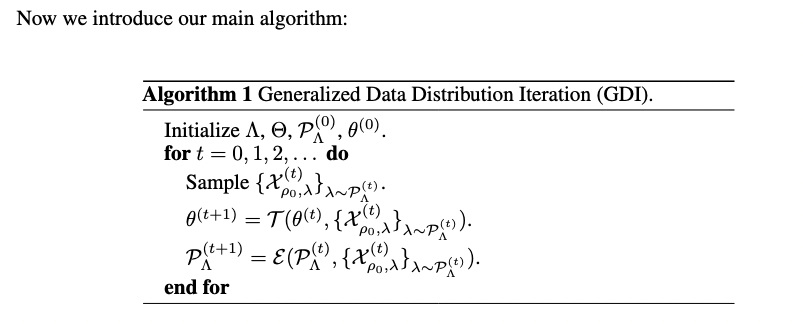 Now we introduce our main algorithm:
Algorithm 1 Generalized Data Distribution Iteration (GDI).
Initialize Λ, Θ, $\mathcal{P}_\Lambda^{(0)}$, $\theta^{(0)}$.
for t = 0, 1, 2, . . . do
Sample $\{\mathcal{X}_{\rho_0,\lambda}^{(t)}\}_{\lambda\sim\mathcal{P}_\Lambda^{(t)}}$.
$\theta^{(t+1)} = \mathcal{T}(\theta^{(t)}, \{\mathcal{X}_{\rho_0,\lambda}^{(t)}\}_{\lambda\sim\mathcal{P}_\Lambda^{(t)}})$.
$\mathcal{P}_\Lambda^{(t+1)} = \mathcal{E}(\mathcal{P}_\Lambda^{(t)}, \{\mathcal{X}_{\rho_0,\lambda}^{(t)}\}_{\lambda\sim\mathcal{P}_\Lambda^{(t)}})$.
end for